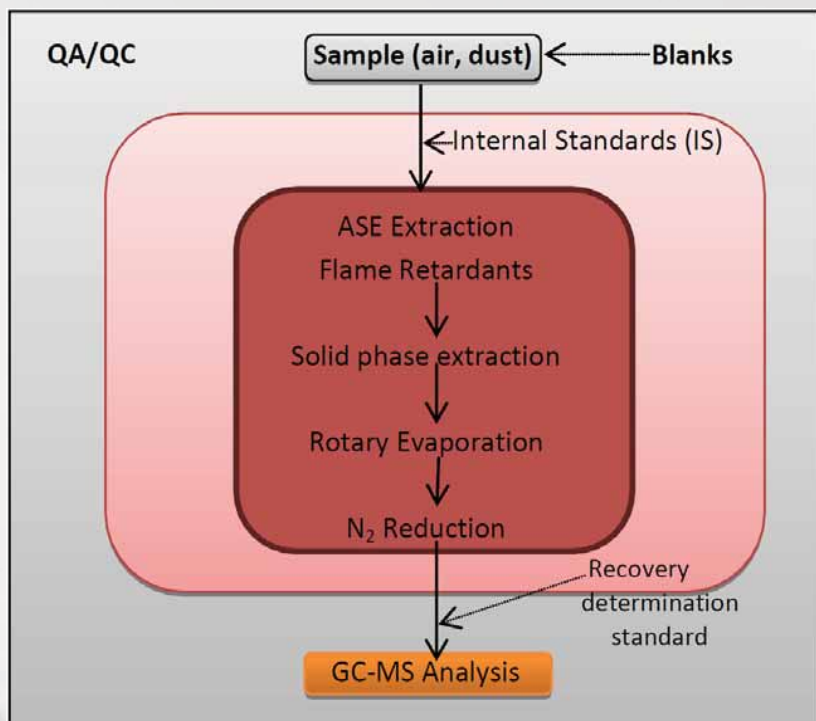 QA/QC
Sample (air, dust)
Blanks
Internal Standards (IS)
ASE Extraction
Flame Retardants
Solid phase extraction
Rotary Evaporation
N₂ Reduction
Recovery
determination
standard
GC-MS Analysis